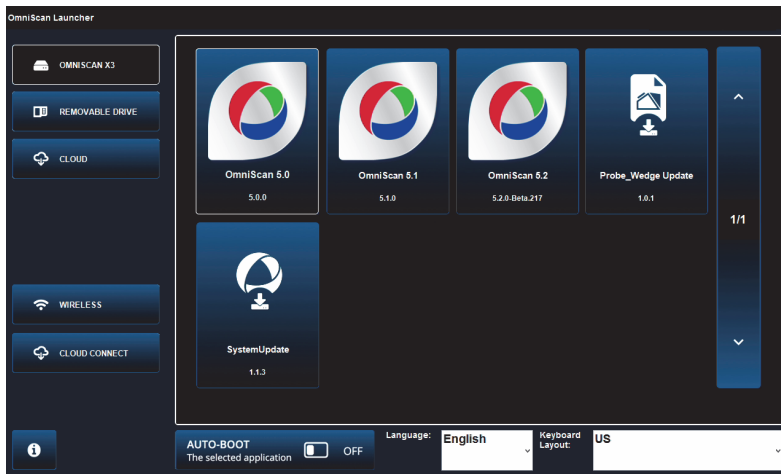 OmniScan Launcher
OMNISCAN X3
REMOVABLE DRIVE
CLOUD
WIRELESS
CLOUD CONNECT
OmniScan 5.0
5.0.0
OmniScan 5.1
5.1.0
OmniScan 5.2
5.2.0-Beta.217
Probe_Wedge Update
1.0.1
SystemUpdate
1.1.3
1/1
AUTO-BOOT
The selected application
OFF
Language:
English
Keyboard
Layout:
US